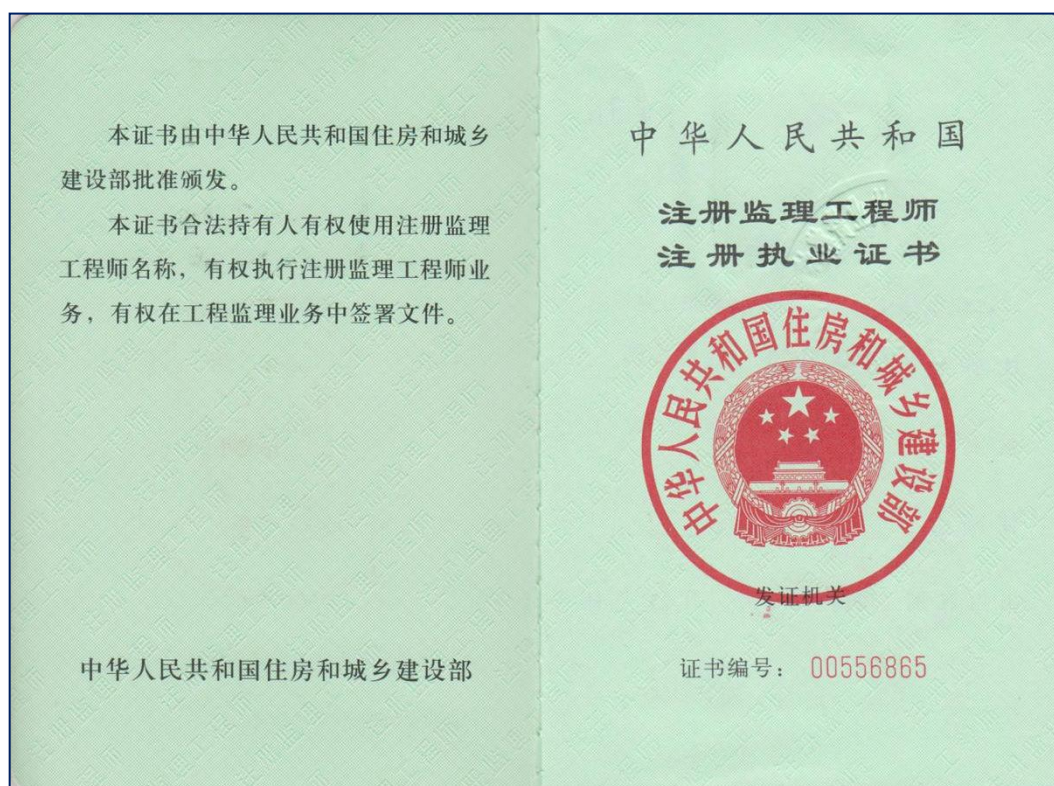 本证书由中华人民共和国住房和城乡
建设部批准颁发。
本证书合法持有人有权使用注册监理
工程师名称，有权执行注册监理工程师业
务，有权在工程监理业务中签署文件。
中华人民共和国住房和城乡建设部
中华人民共和国
注册监理工程师
注册执业证书
中华人民共和国住房和城乡建设部
发证机关
证书编号：00556865